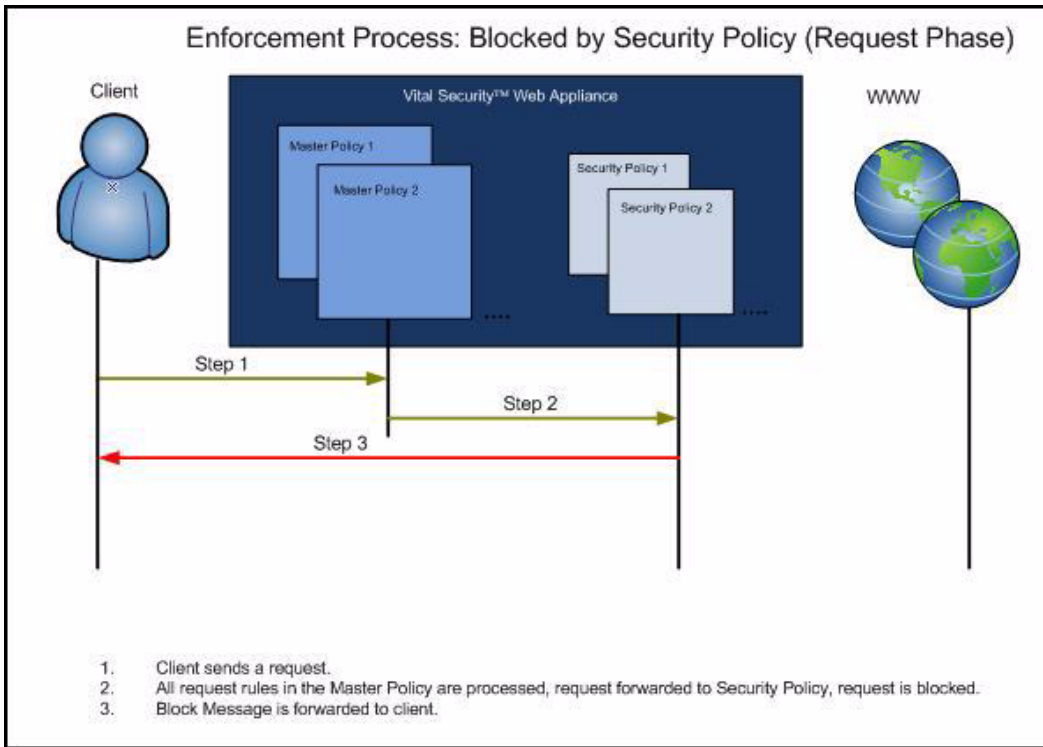 Enforcement Process: Blocked by Security Policy (Request Phase)
Client
Vital Security™ Web Appliance
WWW
Master Policy 1
Master Policy 2
Security Policy 1
Security Policy 2
....
....
Step 1
Step 2
Step 3
1. Client sends a request.
2. All request rules in the Master Policy are processed, request forwarded to Security Policy, request is blocked.
3. Block Message is forwarded to client.